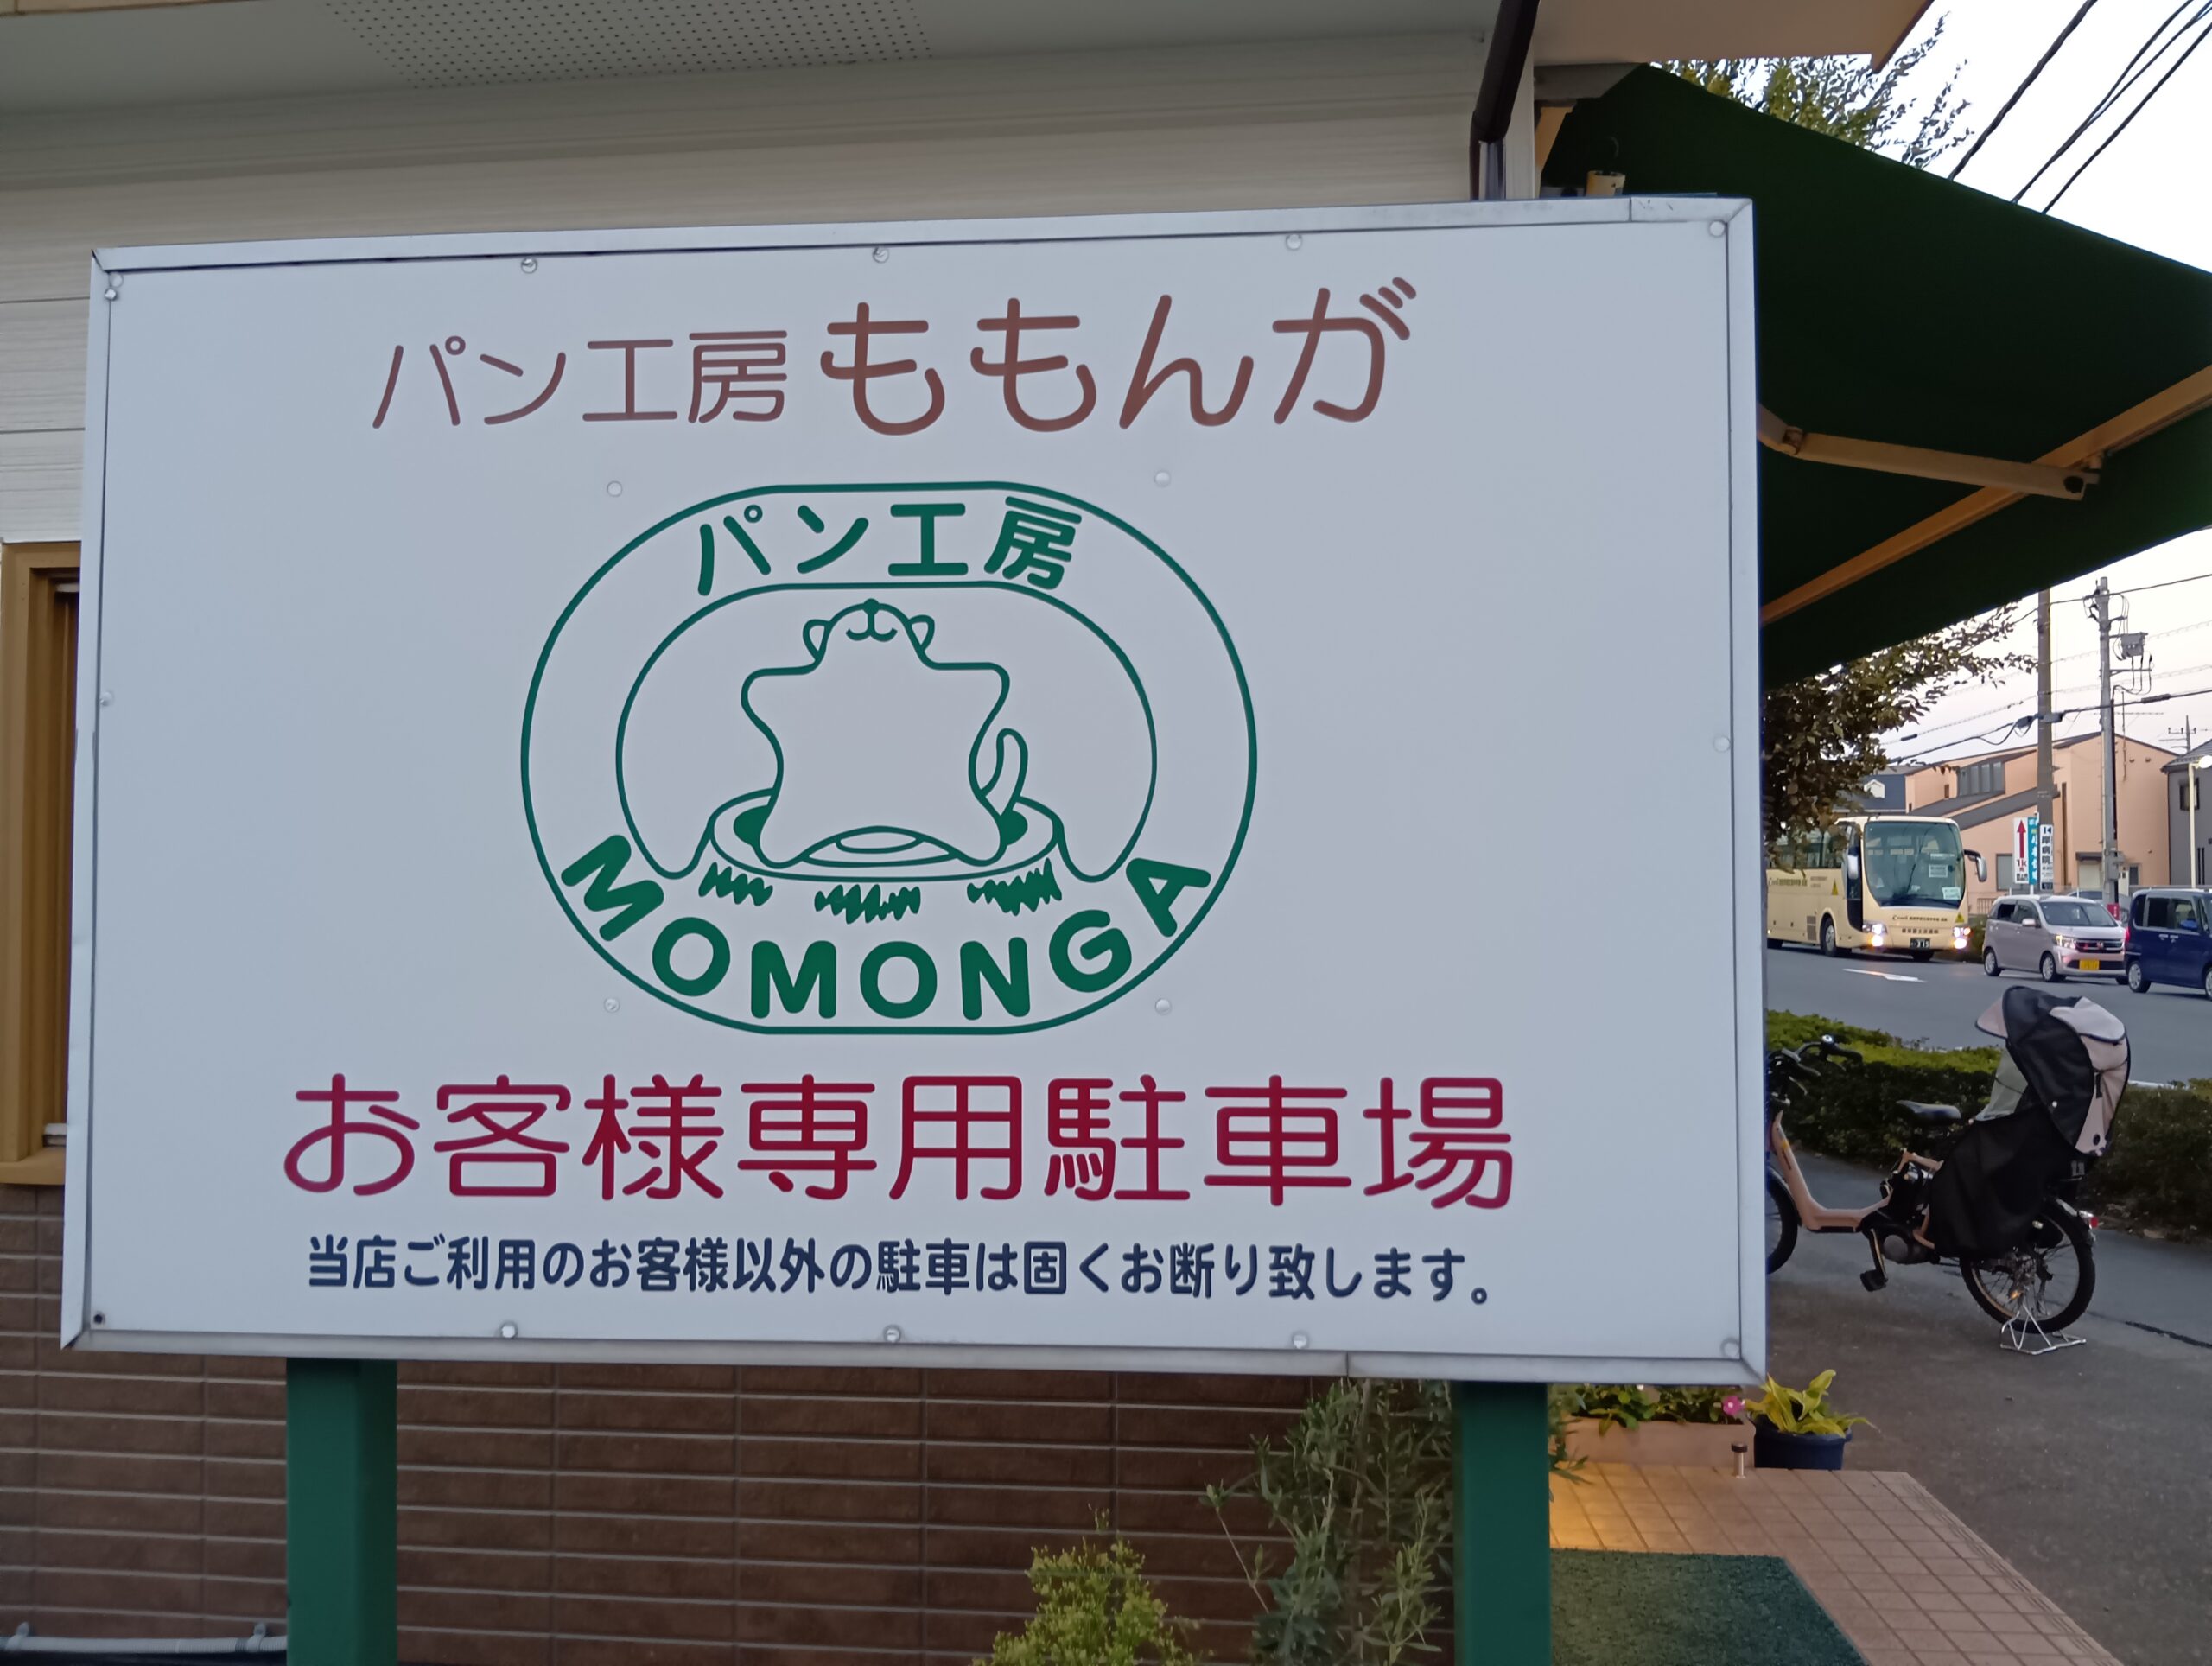 パン工房ももんが
パン工房
MOMONGA
お客様専用駐車場
当店ご利用のお客様以外の駐車は固くお断り致します。